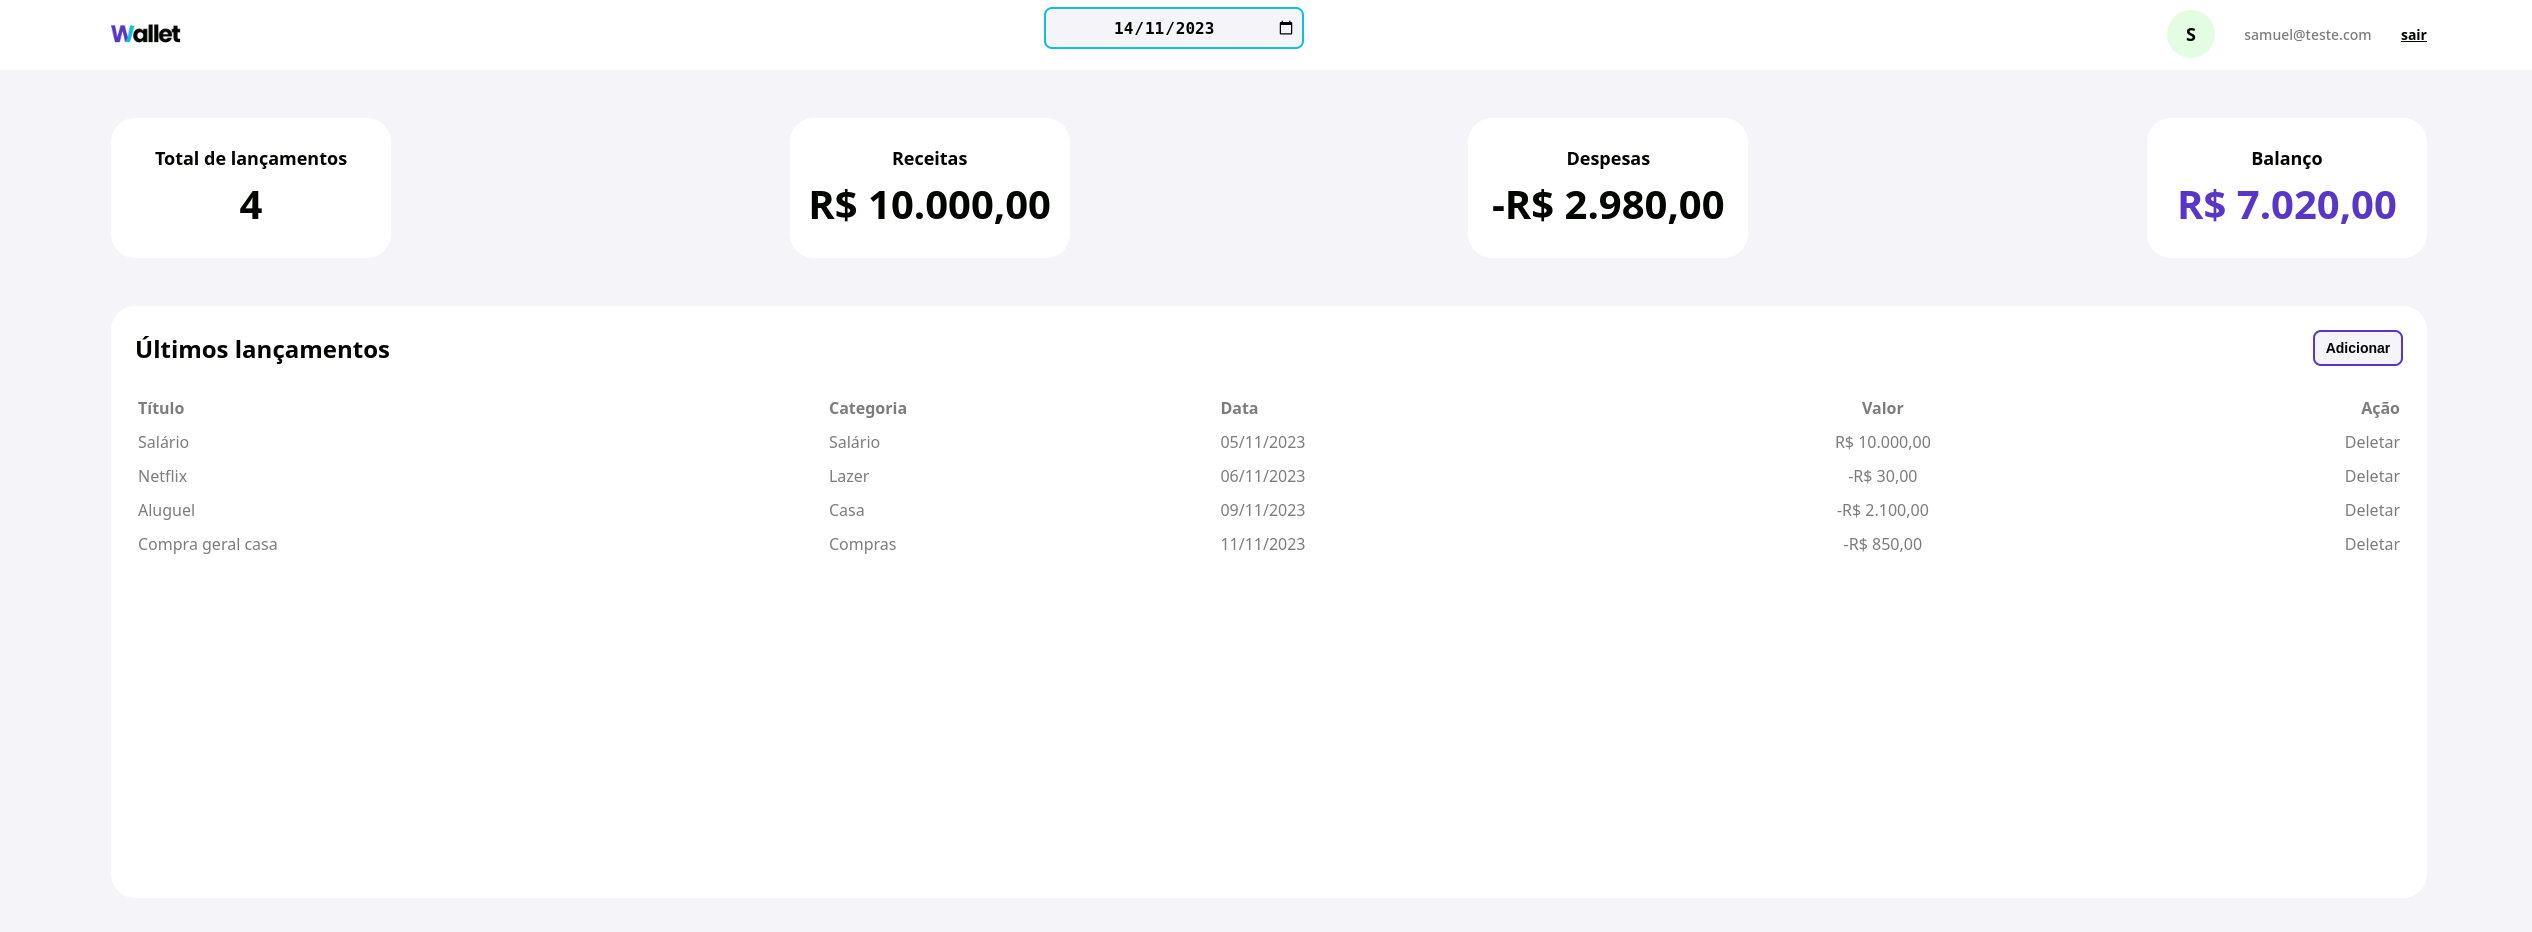 Wallet 14/11/2023 S samuel@teste.com sair
Total de lançamentos Receitas Despesas Balanço
4 R$ 10.000,00 -R$ 2.980,00 R$ 7.020,00
Últimos lançamentos Adicionar
Título Categoria Data Valor Ação
Salário Salário 05/11/2023 R$ 10.000,00 Deletar
Netflix Lazer 06/11/2023 -R$ 30,00 Deletar
Aluguel Casa 09/11/2023 -R$ 2.100,00 Deletar
Compra geral casa Compras 11/11/2023 -R$ 850,00 Deletar